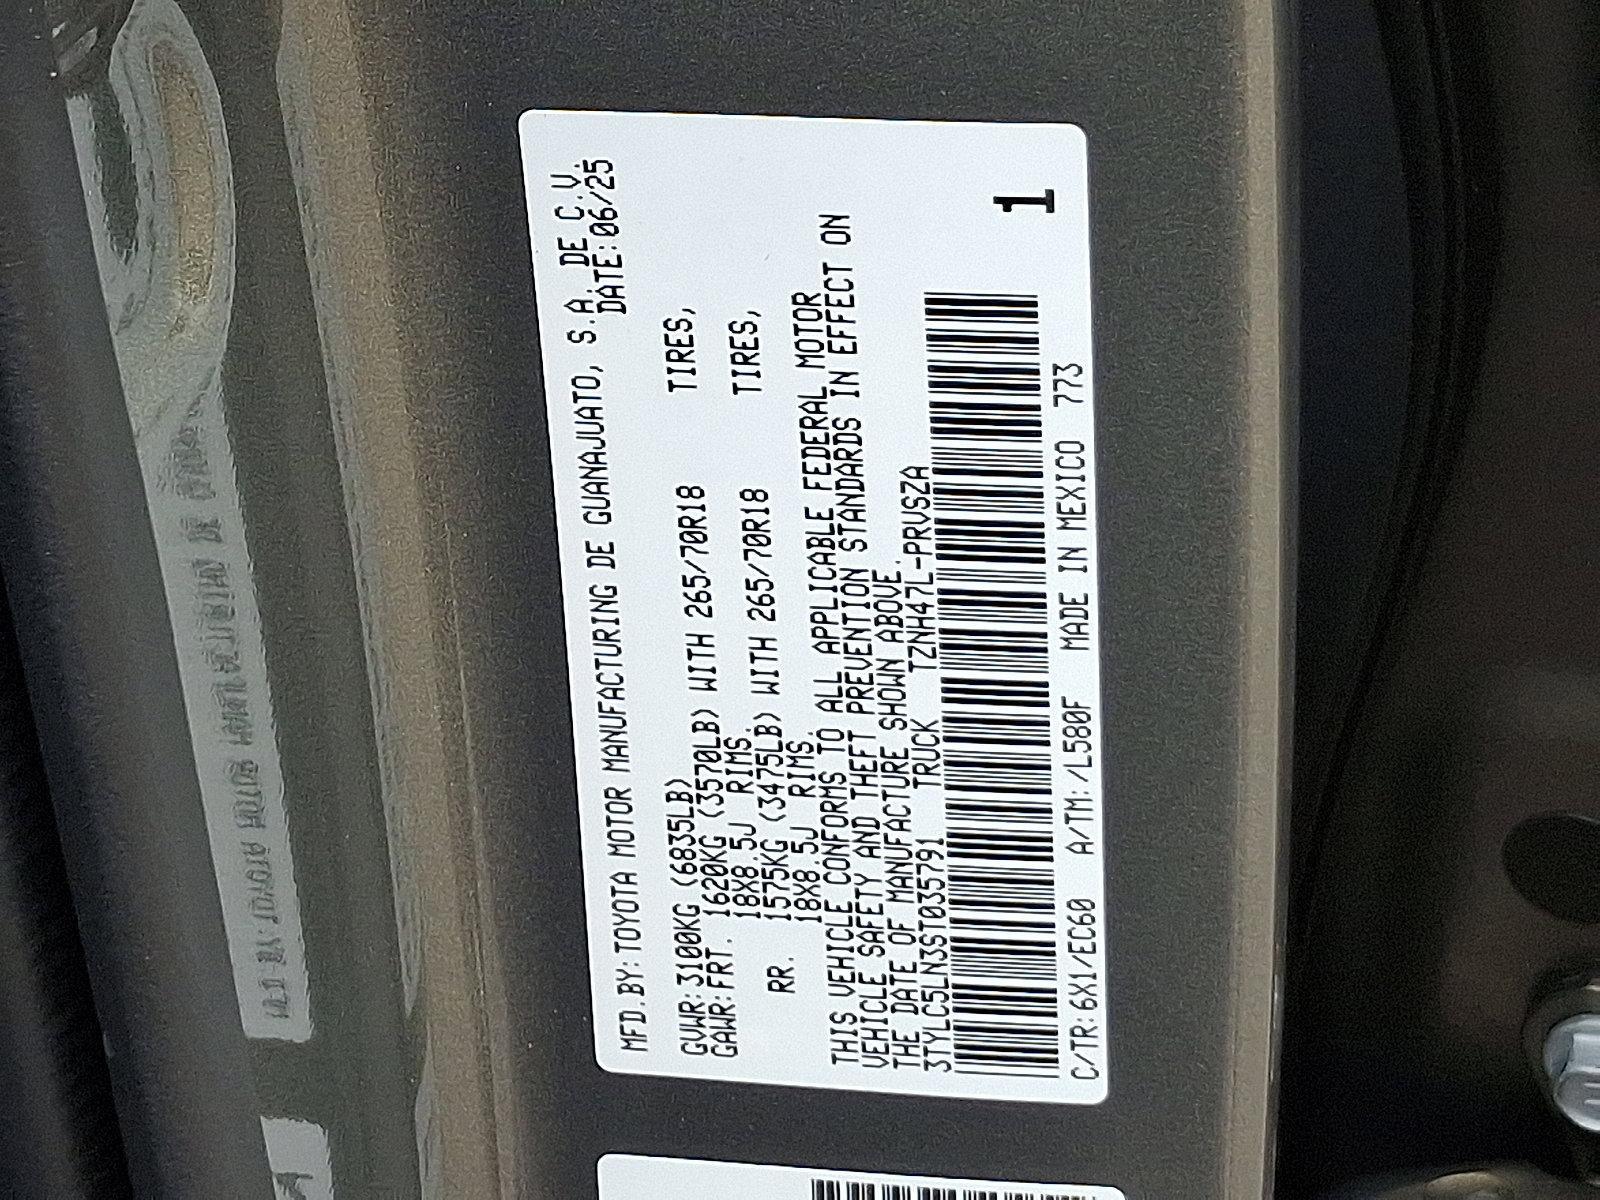 MFD.BY:TOYOTA MOTOR MANUFACTURING DE GUANAJUATO, S.A. DE C.V.
DATE:06/25
GVWR:3100KG (6835LB)
GAWR:FRT. 1620KG (3570LB) WITH 265/70R18 TIRES,
18X8.5J RIMS.
RR. 1575KG (3475LB) WITH 265/70R18 TIRES,
18X8.5J RIMS.
THIS VEHICLE CONFORMS TO ALL APPLICABLE FEDERAL MOTOR
VEHICLE SAFETY AND THEFT PREVENTION STANDARDS IN EFFECT ON
THE DATE OF MANUFACTURE SHOWN ABOVE.
3TYLC5LN3ST035791 TRUCK TZNH47L-PRVSZA
1
C/TR:6X1/EC60 A/TM:/L580F MADE IN MEXICO 773